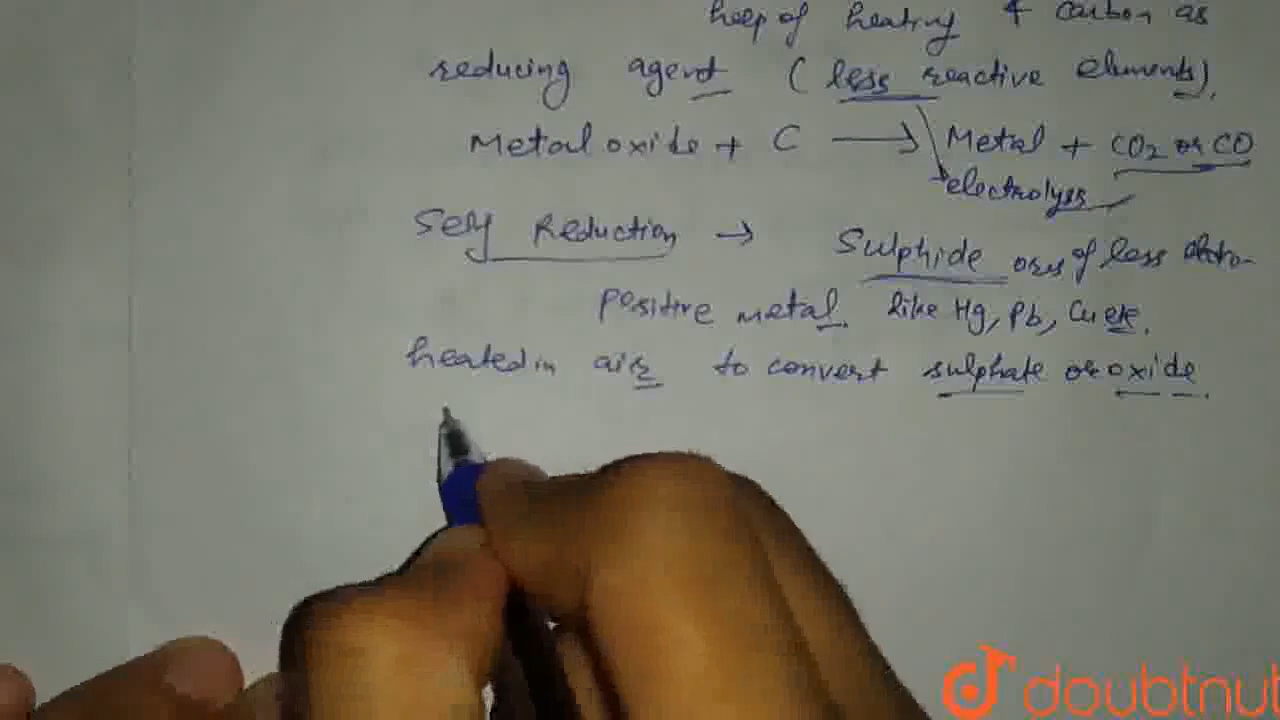 help of heating & carbon as
reducing agent (less reactive elements).
Metal oxide + C → Metal + CO2 or CO
electrolysis
Self Reduction → Sulphide ores of less electro-
positive metal. like Hg, Pb, Cu etc.
heated in air to convert sulphate or oxide.
doubtnut